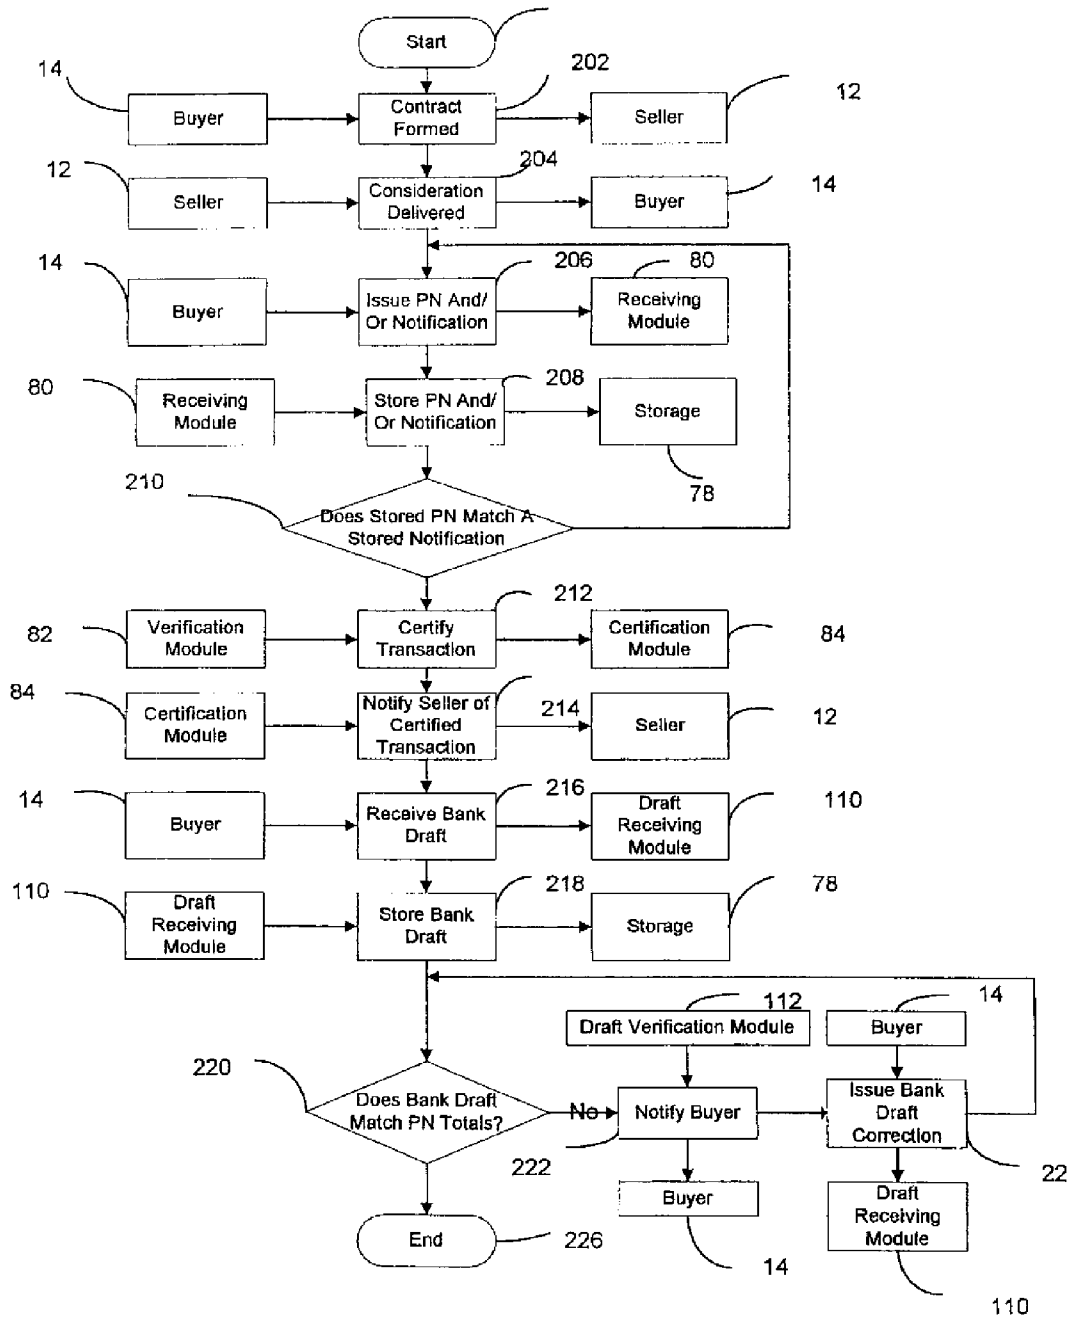 Start
202
14
Buyer
Contract
Formed
Seller
12
12
Seller
204
Consideration
Delivered
Buyer
14
14
Buyer
206
Issue PN And/
Or Notification
80
Receiving
Module
80
Receiving
Module
208
Store PN And/
Or Notification
Storage
78
210
Does Stored PN Match A
Stored Notification
82
Verification
Module
212
Certify
Transaction
Certification
Module
84
84
Certification
Module
Notify Seller of
Certified
Transaction
214
Seller
12
14
Buyer
216
Receive Bank
Draft
Draft
Receiving
Module
110
110
Draft
Receiving
Module
218
Store Bank
Draft
Storage
78
112
Draft Verification Module
14
Buyer
220
Does Bank Draft
Match PN Totals?
No
Notify Buyer
222
Issue Bank
Draft
Correction
22
Buyer
14
Draft
Receiving
Module
110
End
226